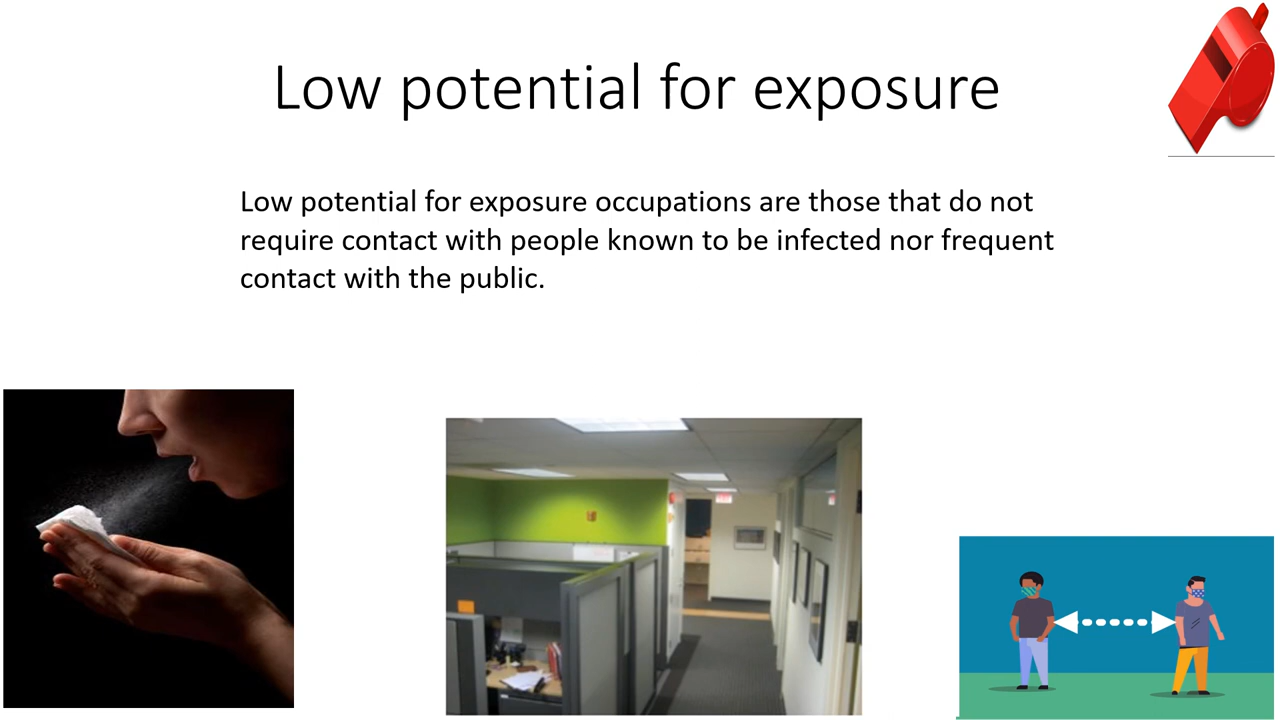 Low potential for exposure
Low potential for exposure occupations are those that do not
require contact with people known to be infected nor frequent
contact with the public.